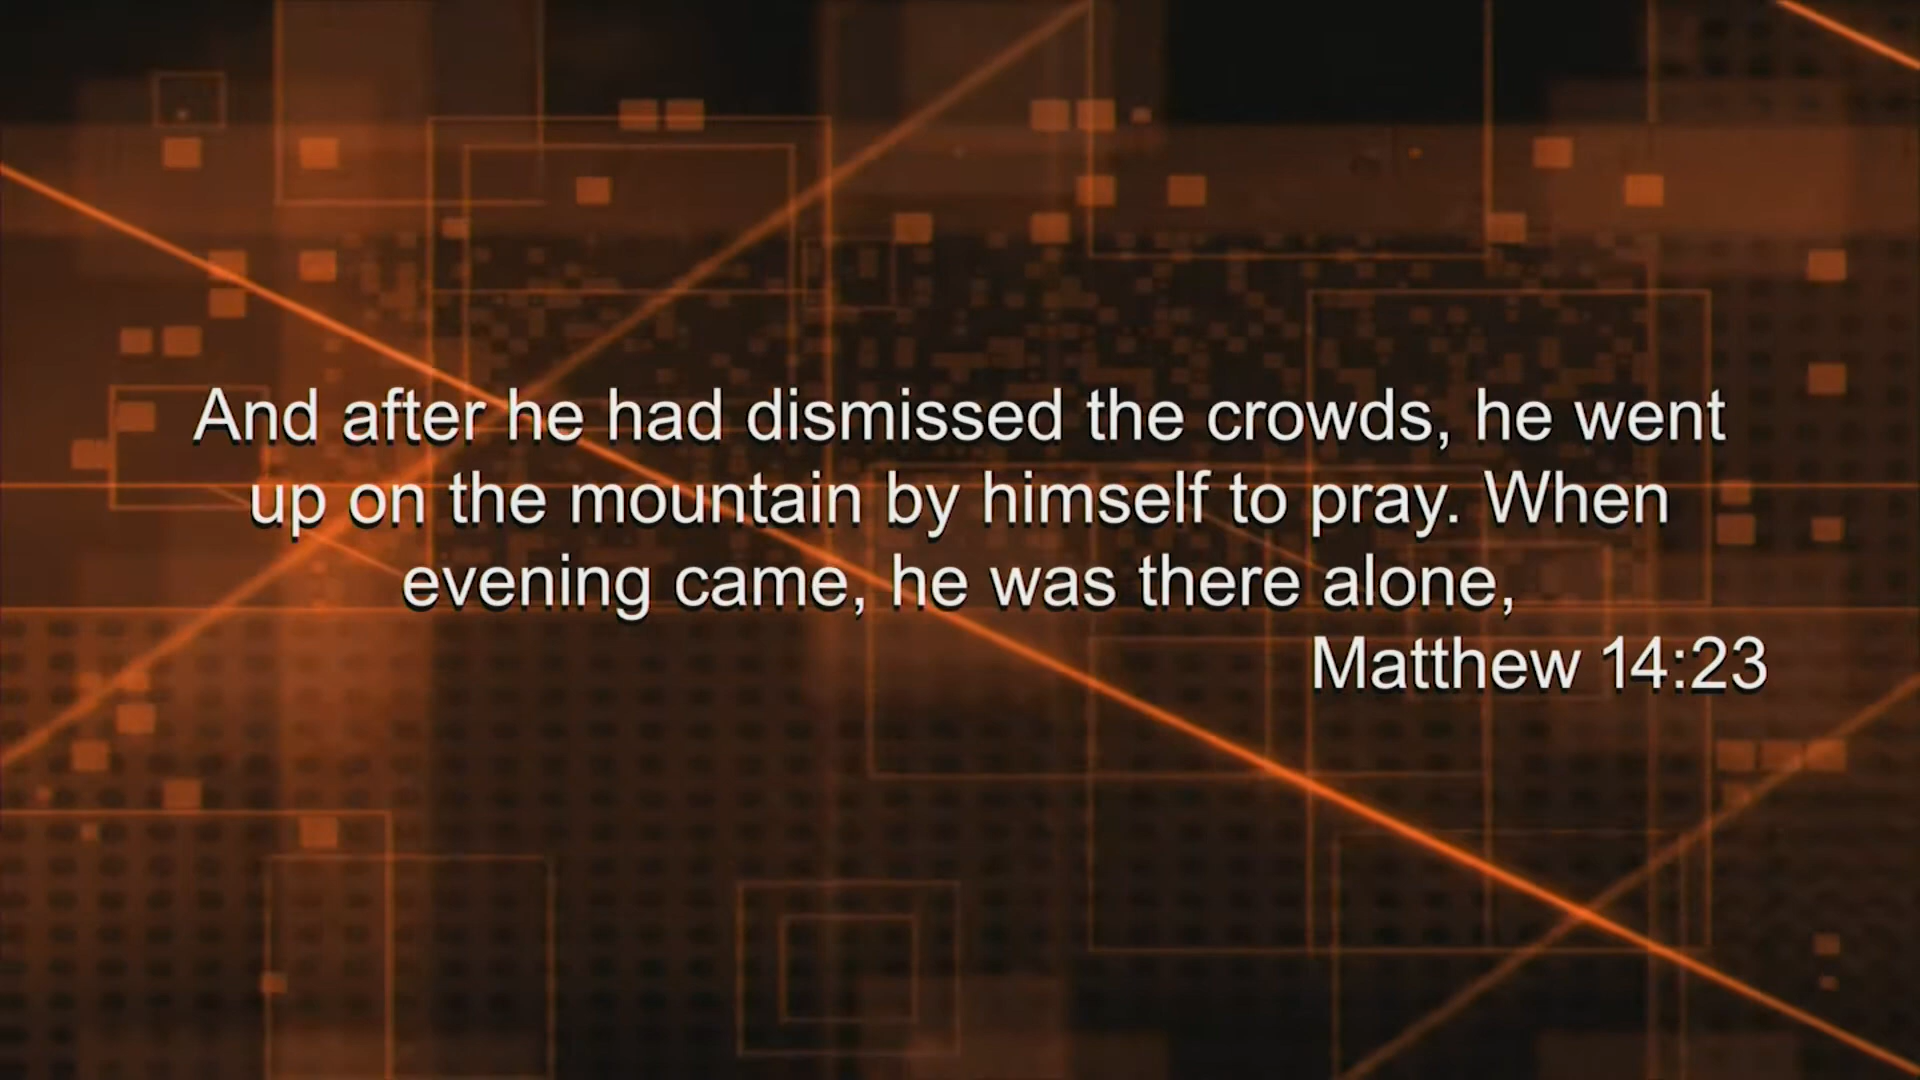 And after he had dismissed the crowds, he went
up on the mountain by himself to pray. When
evening came, he was there alone,
Matthew 14:23